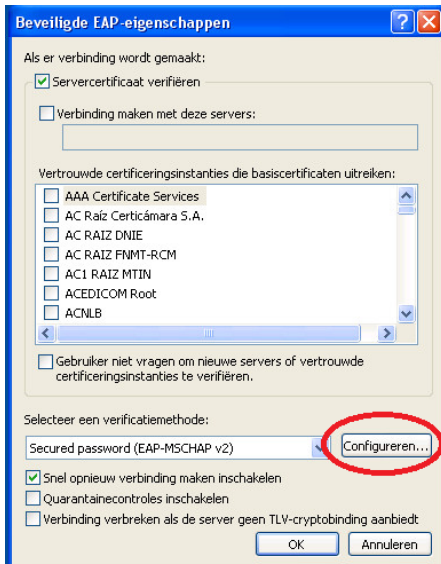 Beveiligde EAP-eigenschappen
Als er verbinding wordt gemaakt:
Servercertificaat verifiëren
Verbinding maken met deze servers:
Vertrouwde certificeringsinstanties die basiscertificaten uitreiken:
AAA Certificate Services
AC Raíz Certicámara S.A.
AC RAIZ DNIE
AC RAIZ FNMT-RCM
AC1 RAIZ MTIN
ACEDICOM Root
ACNLB
Gebruiker niet vragen om nieuwe servers of vertrouwde
certificeringsinstanties te verifiëren.
Selecteer een verificatiemethode:
Secured password (EAP-MSCHAP v2)
Configureren...
Snel opnieuw verbinding maken inschakelen
Quarantainecontroles inschakelen
Verbinding verbreken als de server geen TLV-cryptobinding aanbiedt
OK
Annuleren